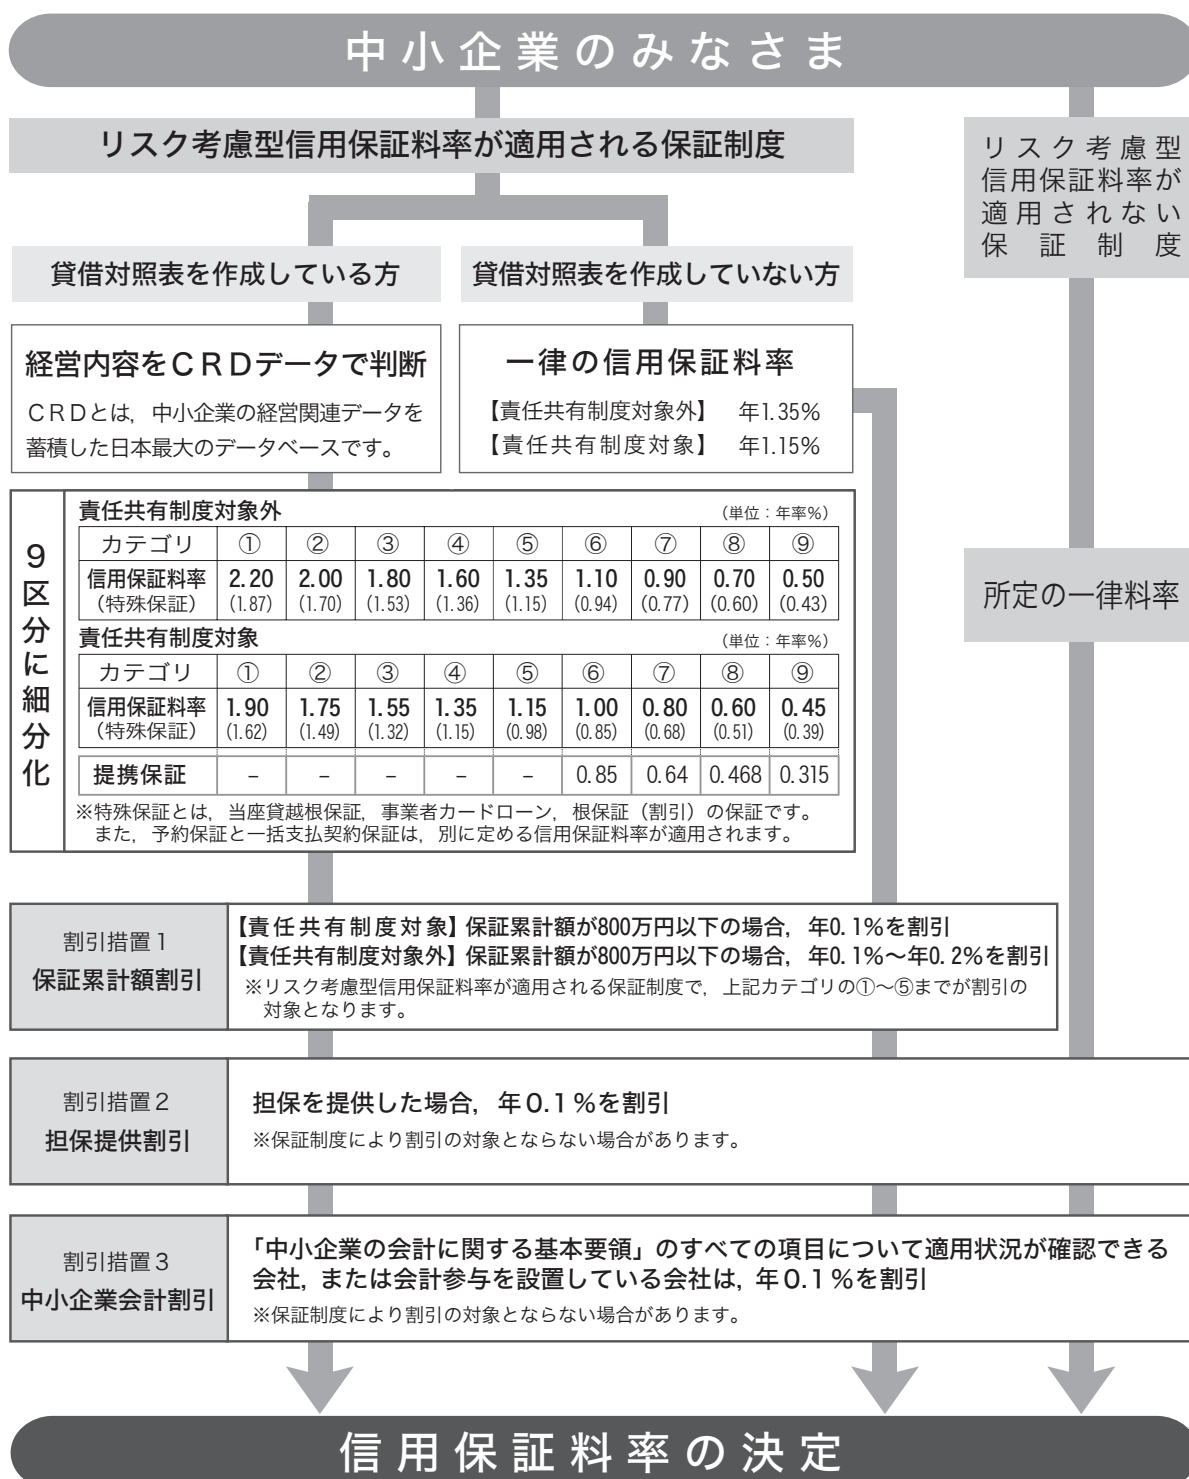 中小企業のみなさま
リスク考慮型信用保証料率が適用される保証制度
リスク考慮型
信用保証料率が
適用されない
保証制度
貸借対照表を作成している方
貸借対照表を作成していない方
経営内容をCRDデータで判断
CRDとは，中小企業の経営関連データを
蓄積した日本最大のデータベースです。
一律の信用保証料率
【責任共有制度対象外】 年1.35%
【責任共有制度対象】 年1.15%
9区分に細分化
責任共有制度対象外 （単位：年率%）
カテゴリ ① ② ③ ④ ⑤ ⑥ ⑦ ⑧ ⑨
信用保証料率 2.20 2.00 1.80 1.60 1.35 1.10 0.90 0.70 0.50
（特殊保証） (1.87) (1.70) (1.53) (1.36) (1.15) (0.94) (0.77) (0.60) (0.43)
責任共有制度対象 （単位：年率%）
カテゴリ ① ② ③ ④ ⑤ ⑥ ⑦ ⑧ ⑨
信用保証料率 1.90 1.75 1.55 1.35 1.15 1.00 0.80 0.60 0.45
（特殊保証） (1.62) (1.49) (1.32) (1.15) (0.98) (0.85) (0.68) (0.51) (0.39)
提携保証 – – – – – 0.85 0.64 0.468 0.315
※特殊保証とは，当座貸越根保証，事業者カードローン，根保証（割引）の保証です。
また，予約保証と一括支払契約保証は，別に定める信用保証料率が適用されます。
所定の一律料率
割引措置1
保証累計額割引
【責任共有制度対象】保証累計額が800万円以下の場合，年0.1%を割引
【責任共有制度対象外】保証累計額が800万円以下の場合，年0.1%～年0.2%を割引
※リスク考慮型信用保証料率が適用される保証制度で，上記カテゴリの①～⑤までが割引の
対象となります。
割引措置2
担保提供割引
担保を提供した場合，年0.1%を割引
※保証制度により割引の対象とならない場合があります。
割引措置3
中小企業会計割引
「中小企業の会計に関する基本要領」のすべての項目について適用状況が確認できる
会社，または会計参与を設置している会社は，年0.1%を割引
※保証制度により割引の対象とならない場合があります。
信用保証料率の決定